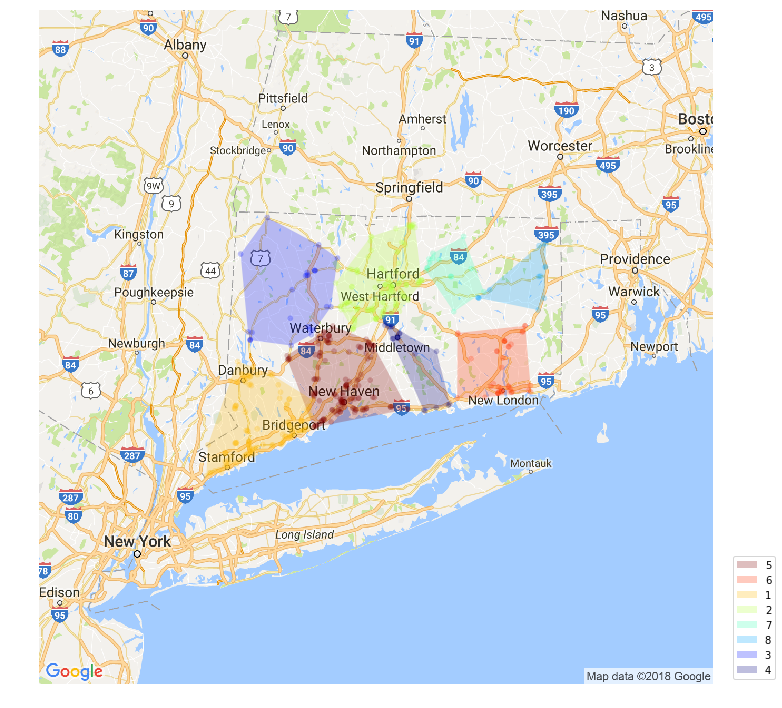 7
90
91
495
Nashua
Albany
88
3
Pittsfield
Lenox
Amherst
190
Bost
Stockbridge
90
Northampton
Worcester
Brookline
495
9W
Springfield
90
395
9
95
Kingston
395
7
84
44
Hartford
Providence
87
Poughkeepsie
West Hartford
Warwick
91
95
Waterbury
Newburgh
84
84
Middletown
Newport
84
Danbury
95
6
New Haven
95
New London
Bridgeport
287
Stamford
Montauk
95
287
80
New York
Long Island
78
Edison
95
5
6
1
2
7
8
3
4
Google
Map data ©2018 Google